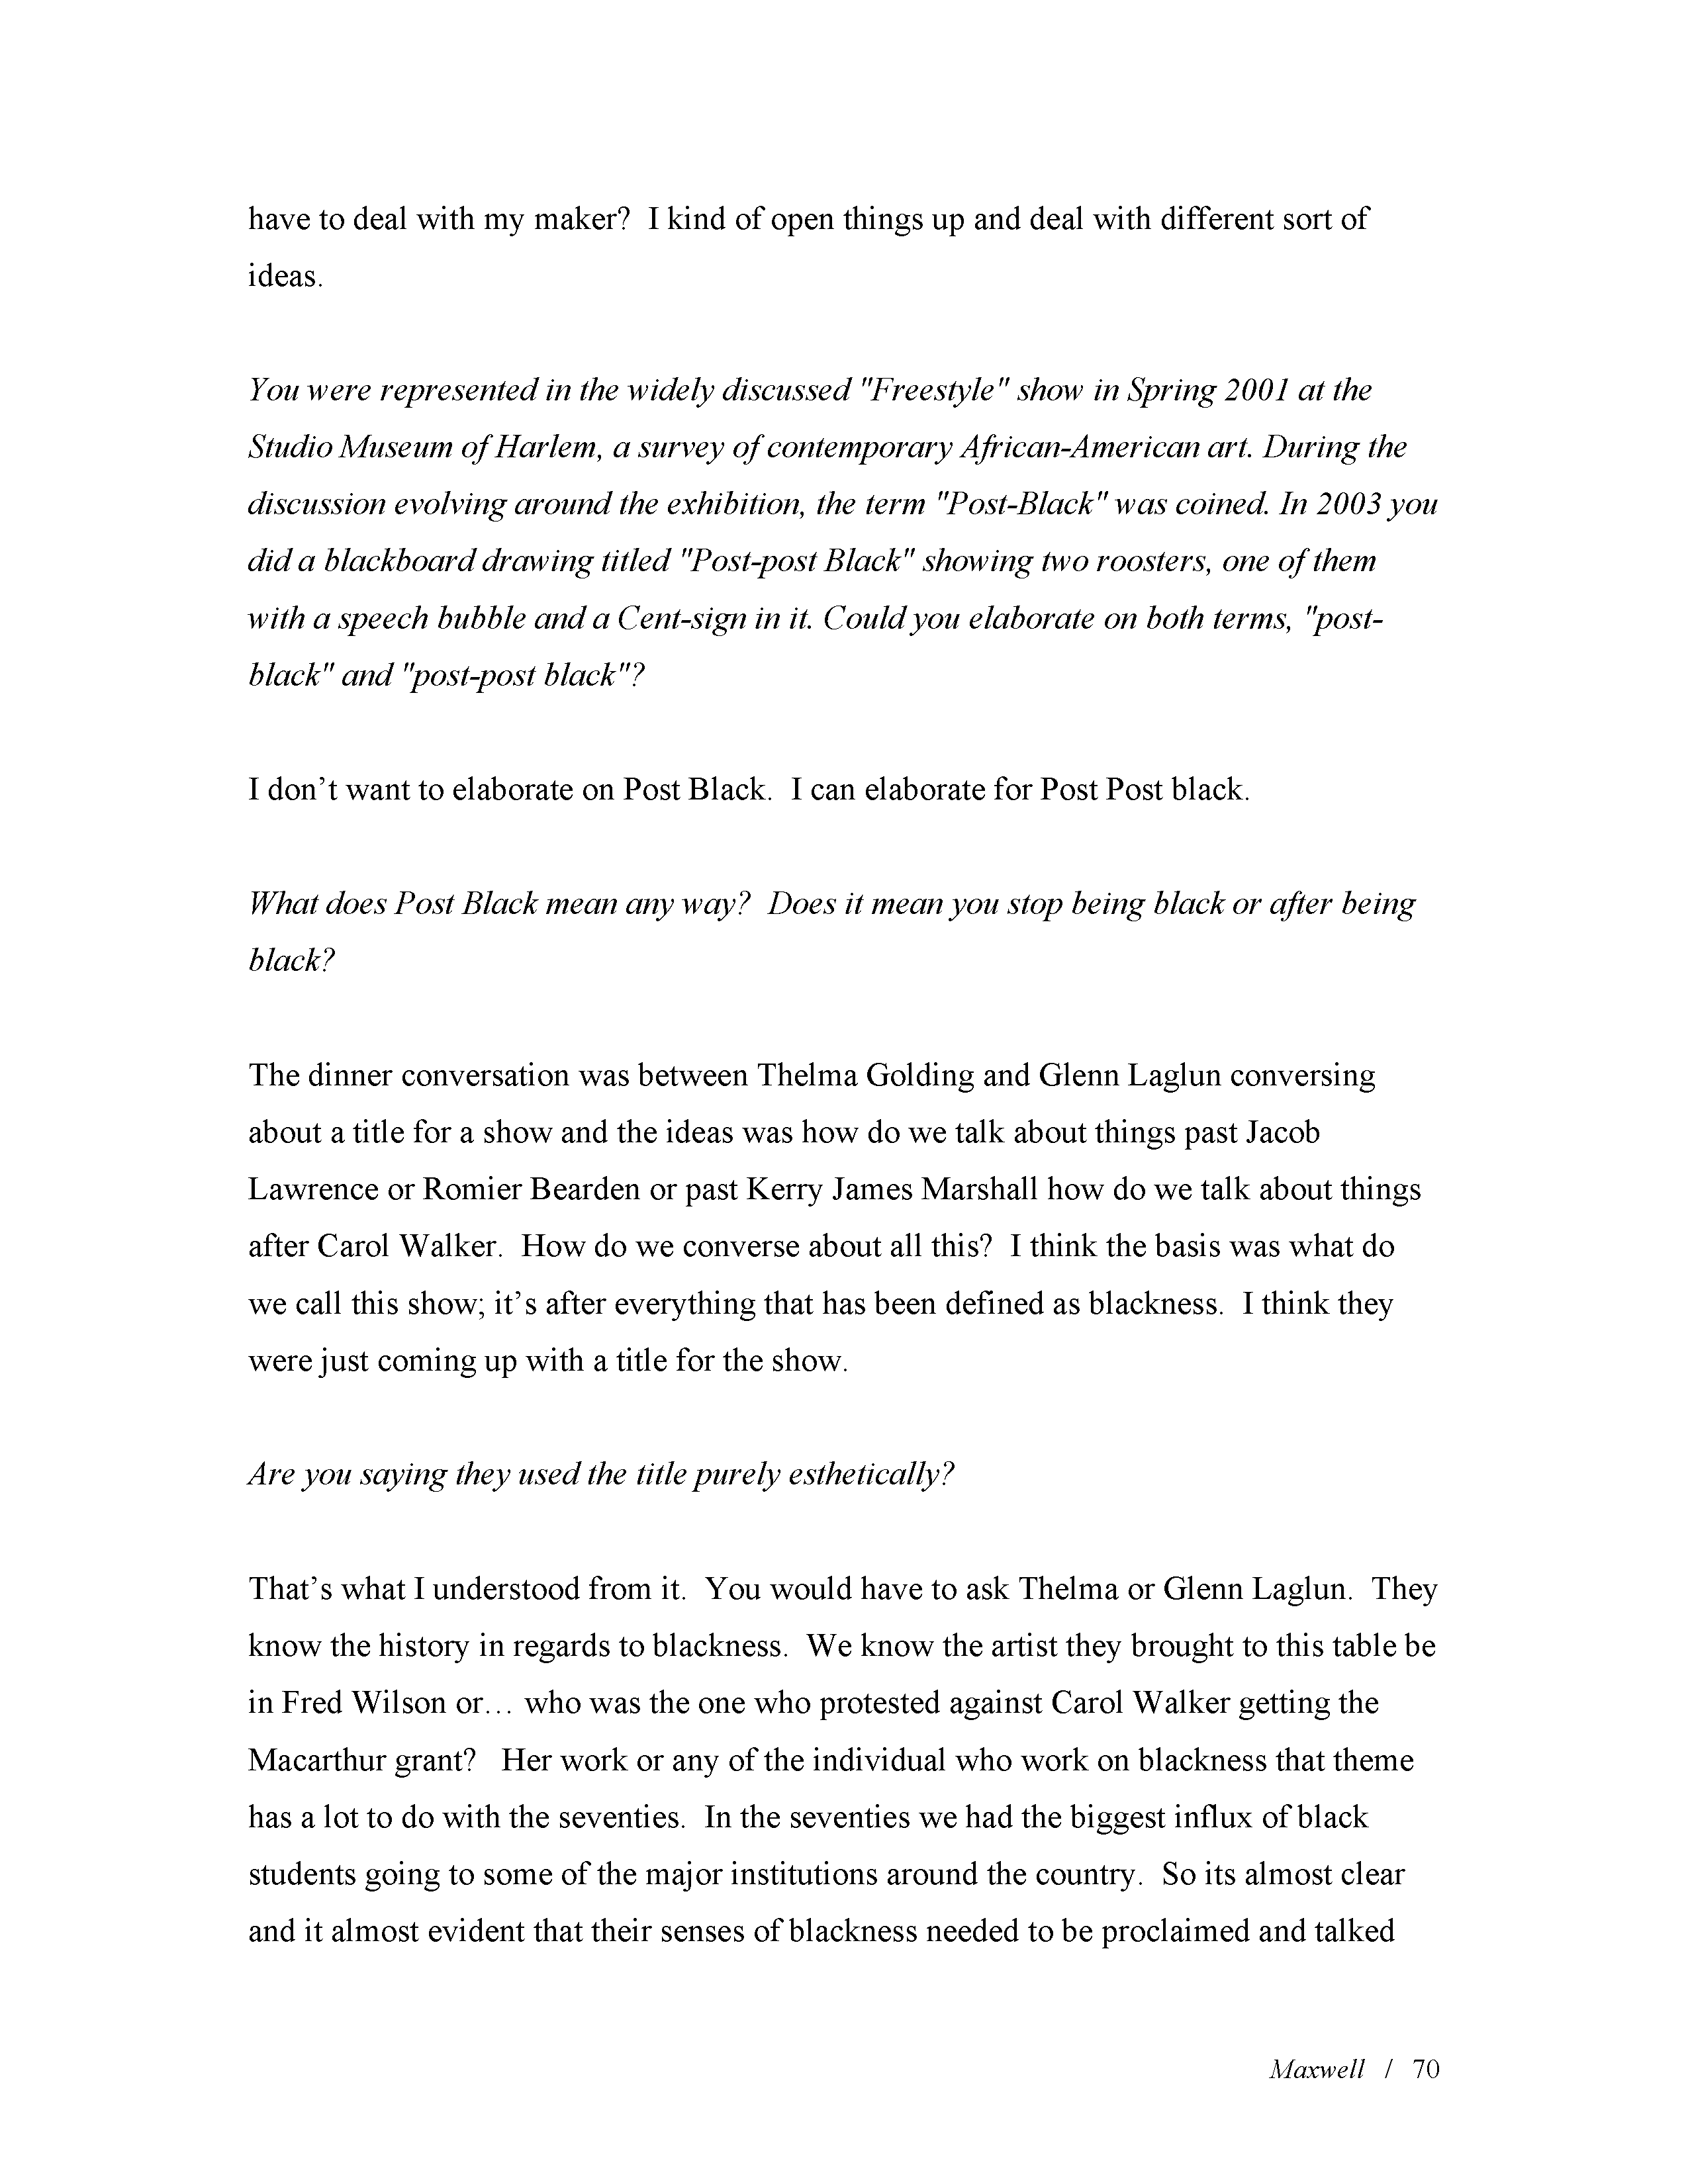 have to deal with my maker?  I kind of open things up and deal with different sort of
ideas.
You were represented in the widely discussed "Freestyle" show in Spring 2001 at the
Studio Museum of Harlem, a survey of contemporary African-American art. During the
discussion evolving around the exhibition, the term "Post-Black" was coined. In 2003 you
did a blackboard drawing titled "Post-post Black" showing two roosters, one of them
with a speech bubble and a Cent-sign in it. Could you elaborate on both terms, "post-
black" and "post-post black"?
I don’t want to elaborate on Post Black.  I can elaborate for Post Post black.
What does Post Black mean any way?  Does it mean you stop being black or after being
black?
The dinner conversation was between Thelma Golding and Glenn Laglun conversing
about a title for a show and the ideas was how do we talk about things past Jacob
Lawrence or Romier Bearden or past Kerry James Marshall how do we talk about things
after Carol Walker.  How do we converse about all this?  I think the basis was what do
we call this show; it’s after everything that has been defined as blackness.  I think they
were just coming up with a title for the show.
Are you saying they used the title purely esthetically?
That’s what I understood from it.  You would have to ask Thelma or Glenn Laglun.  They
know the history in regards to blackness.  We know the artist they brought to this table be
in Fred Wilson or… who was the one who protested against Carol Walker getting the
Macarthur grant?   Her work or any of the individual who work on blackness that theme
has a lot to do with the seventies.  In the seventies we had the biggest influx of black
students going to some of the major institutions around the country.  So its almost clear
and it almost evident that their senses of blackness needed to be proclaimed and talked
Maxwell / 70